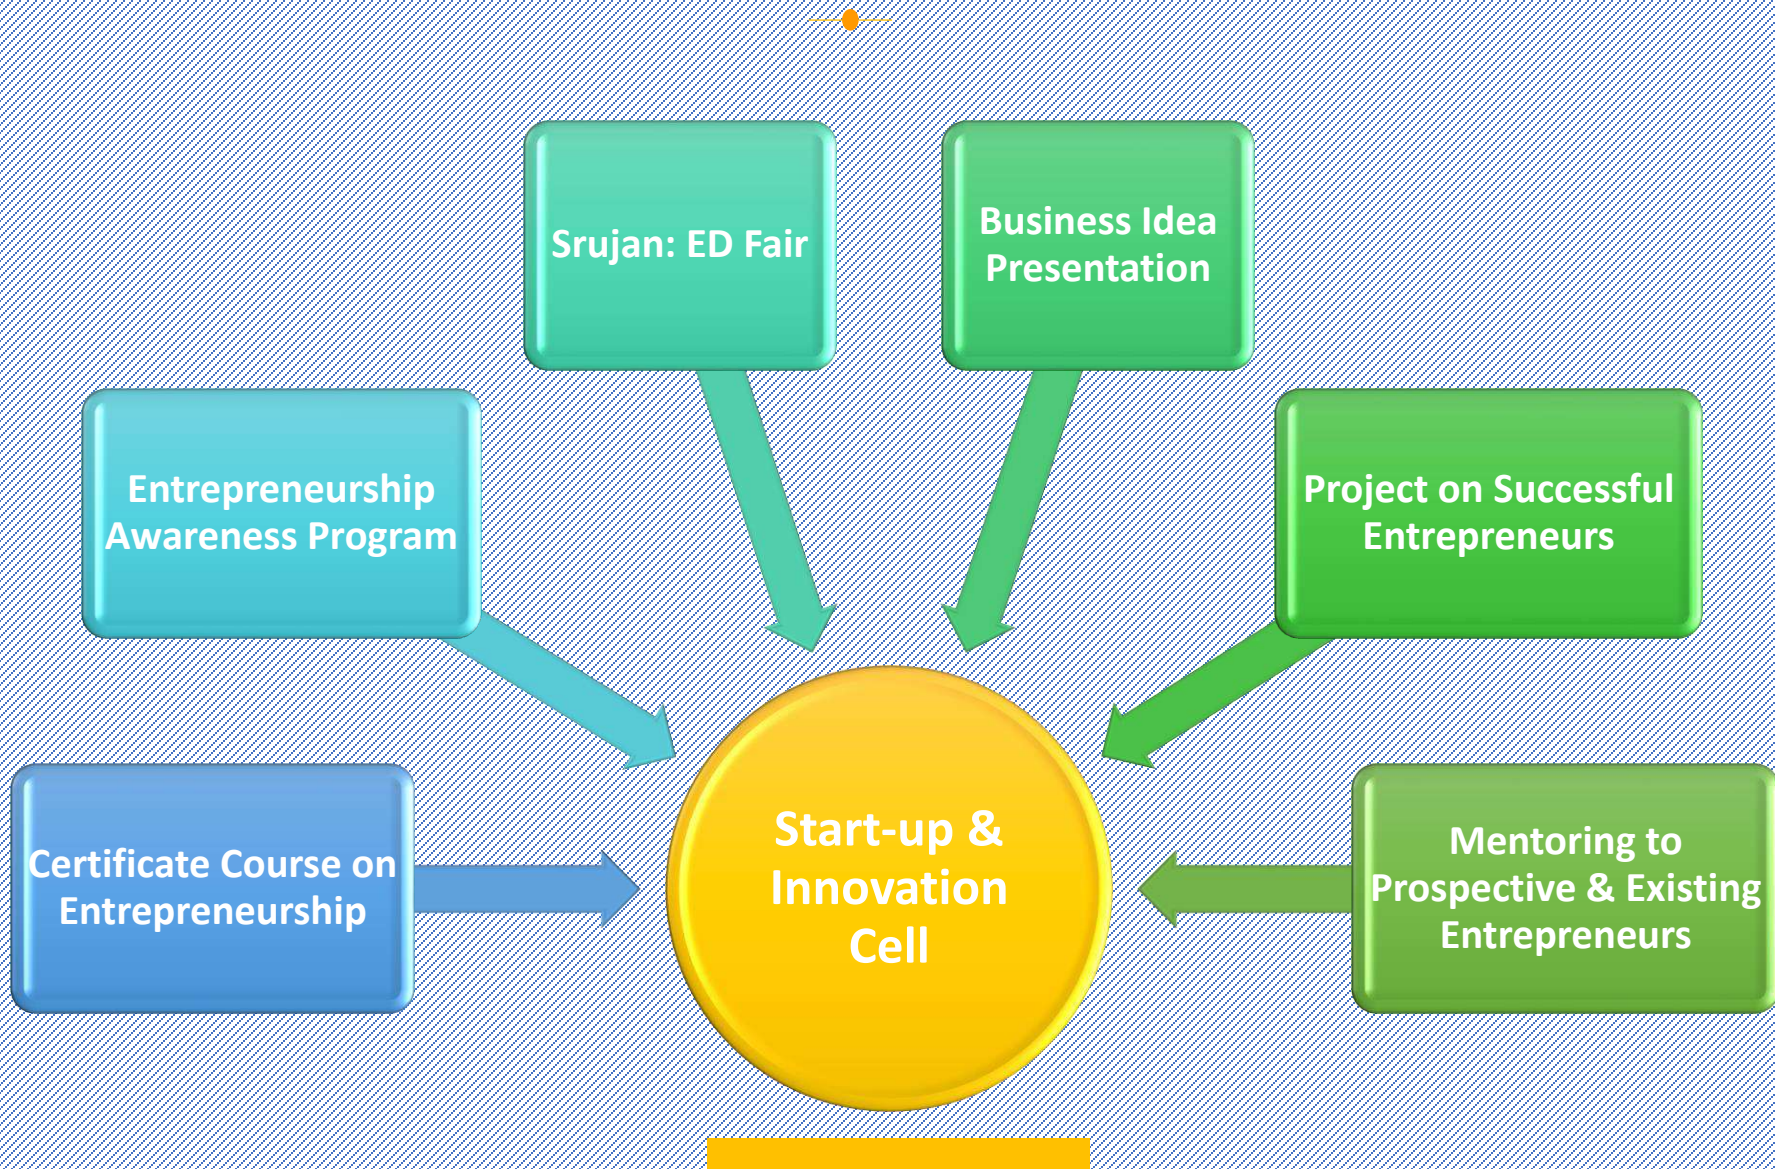 Srujan: ED Fair
Business Idea
Presentation
Entrepreneurship
Awareness Program
Project on Successful
Entrepreneurs
Certificate Course on
Entrepreneurship
Start-up &
Innovation
Cell
Mentoring to
Prospective & Existing
Entrepreneurs